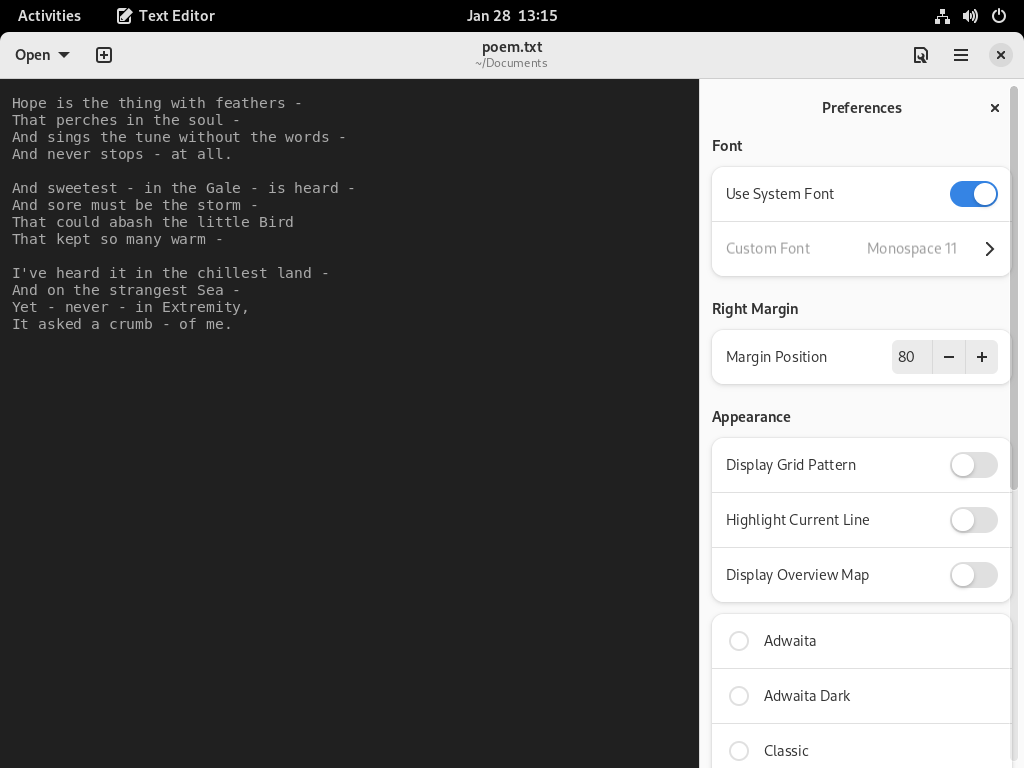 Activities
Text Editor
Jan 28 13:15
Open
poem.txt
~/Documents
Hope is the thing with feathers -
That perches in the soul -
And sings the tune without the words -
And never stops - at all.
And sweetest - in the Gale - is heard -
And sore must be the storm -
That could abash the little Bird
That kept so many warm -
I've heard it in the chillest land -
And on the strangest Sea -
Yet - never - in Extremity,
It asked a crumb - of me.
Preferences
Font
Use System Font
Custom Font Monospace 11
Right Margin
Margin Position 80
Appearance
Display Grid Pattern
Highlight Current Line
Display Overview Map
Adwaita
Adwaita Dark
Classic